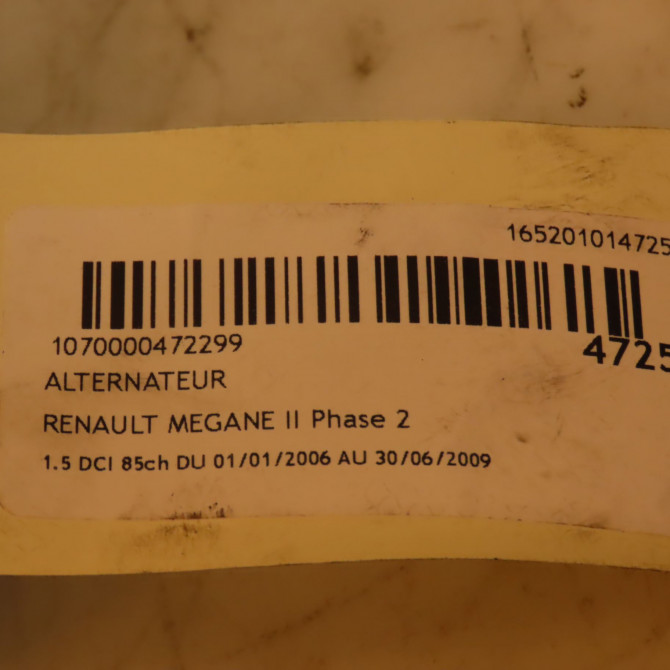 165201014725
1070000472299
4725
ALTERNATEUR
RENAULT MEGANE II Phase 2
1.5 DCI 85ch DU 01/01/2006 AU 30/06/2009